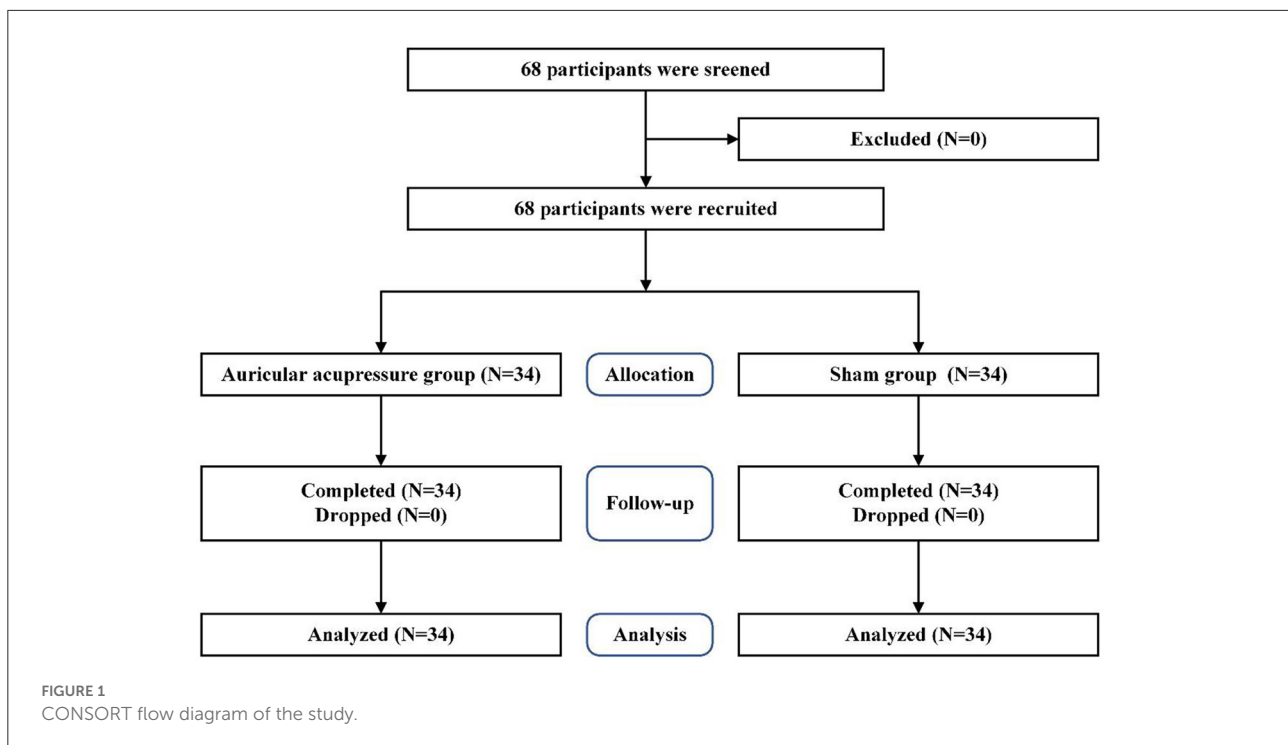 68 participants were sreened
Excluded (N=0)
68 participants were recruited
Auricular acupressure group (N=34)
Allocation
Sham group (N=34)
Completed (N=34)
Dropped (N=0)
Follow-up
Completed (N=34)
Dropped (N=0)
Analyzed (N=34)
Analysis
Analyzed (N=34)
FIGURE 1
CONSORT flow diagram of the study.